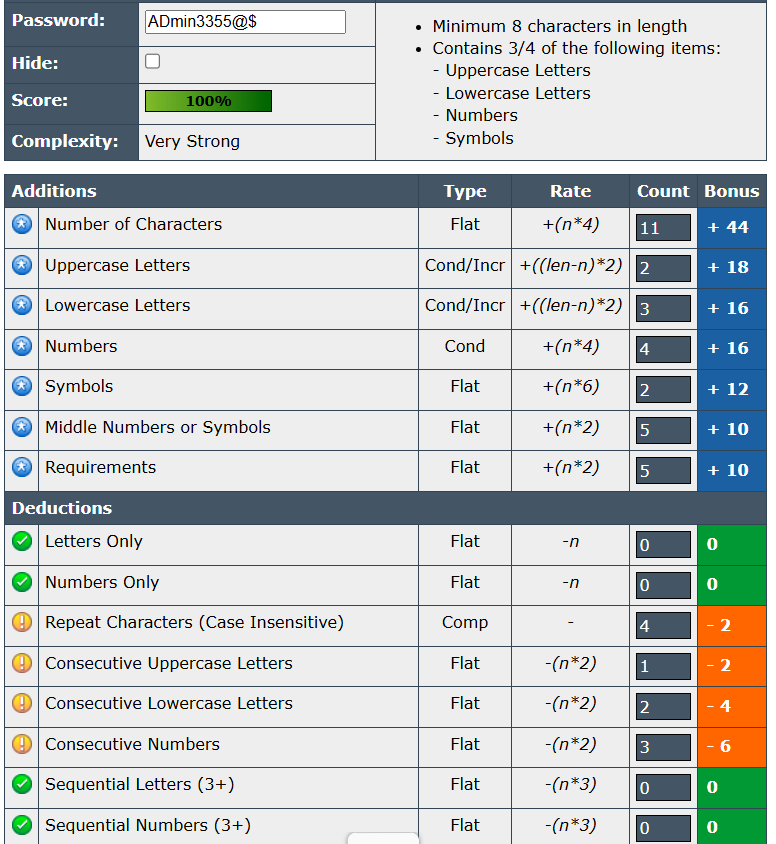 Password: ADmin3355@$
Hide:
Score: 100%
Complexity: Very Strong
Minimum 8 characters in length
Contains 3/4 of the following items:
- Uppercase Letters
- Lowercase Letters
- Numbers
- Symbols
Additions Type Rate Count Bonus
Number of Characters Flat +(n*4) 11 + 44
Uppercase Letters Cond/Incr +((len-n)*2) 2 + 18
Lowercase Letters Cond/Incr +((len-n)*2) 3 + 16
Numbers Cond +(n*4) 4 + 16
Symbols Flat +(n*6) 2 + 12
Middle Numbers or Symbols Flat +(n*2) 5 + 10
Requirements Flat +(n*2) 5 + 10
Deductions
Letters Only Flat -n 0 0
Numbers Only Flat -n 0 0
Repeat Characters (Case Insensitive) Comp - 4 - 2
Consecutive Uppercase Letters Flat -(n*2) 1 - 2
Consecutive Lowercase Letters Flat -(n*2) 2 - 4
Consecutive Numbers Flat -(n*2) 3 - 6
Sequential Letters (3+) Flat -(n*3) 0 0
Sequential Numbers (3+) Flat -(n*3) 0 0